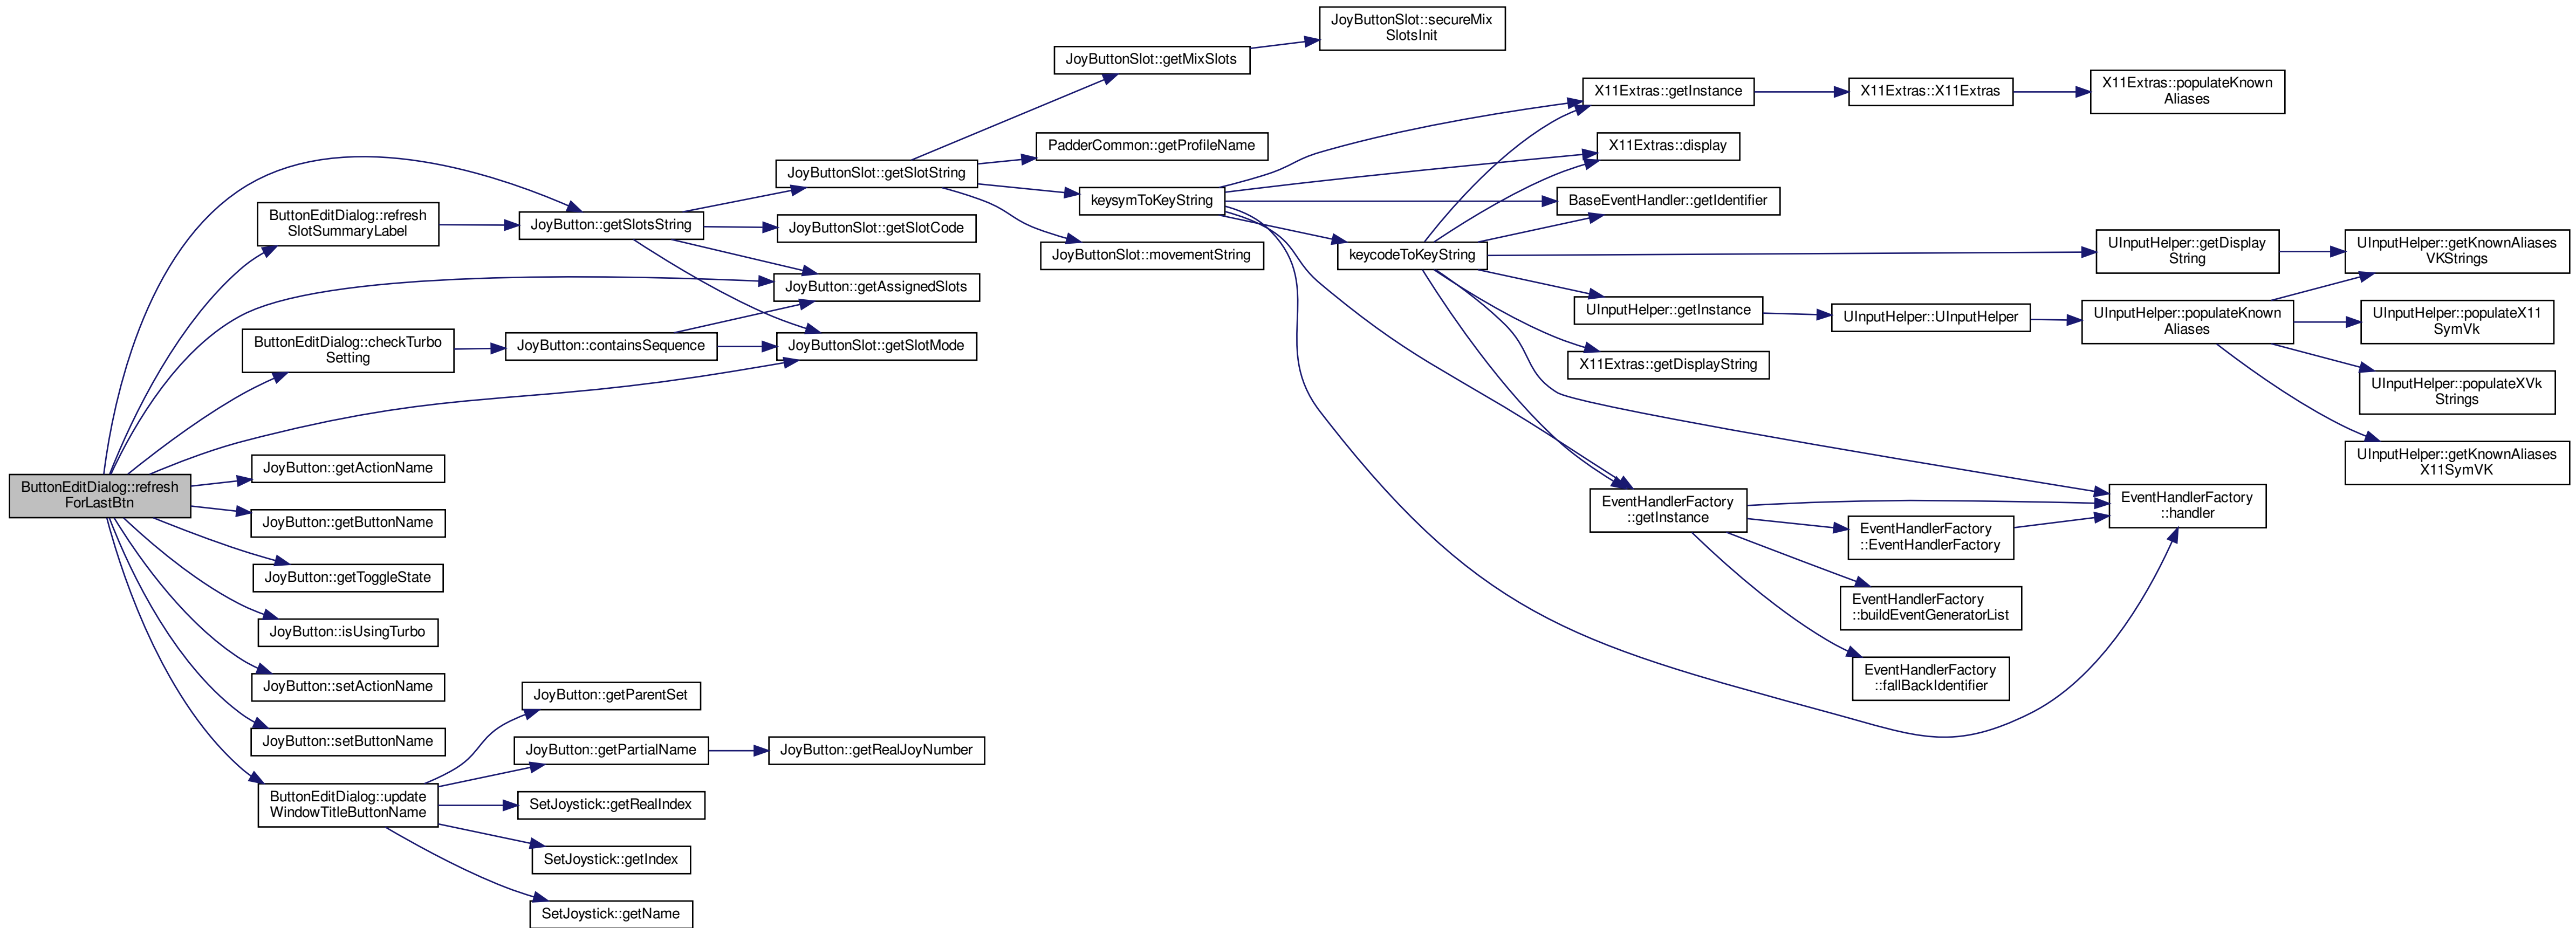 ButtonEditDialog::refresh
ForLastBtn
ButtonEditDialog::refresh
SlotSummaryLabel
ButtonEditDialog::checkTurbo
Setting
JoyButton::getActionName
JoyButton::getButtonName
JoyButton::getToggleState
JoyButton::isUsingTurbo
JoyButton::setActionName
JoyButton::setButtonName
ButtonEditDialog::update
WindowTitleButtonName
JoyButton::getSlotsString
JoyButton::containsSequence
JoyButton::getParentSet
JoyButton::getPartialName
SetJoystick::getRealIndex
SetJoystick::getIndex
SetJoystick::getName
JoyButtonSlot::getSlotString
JoyButtonSlot::getSlotCode
JoyButton::getAssignedSlots
JoyButtonSlot::getSlotMode
JoyButton::getRealJoyNumber
JoyButtonSlot::getMixSlots
PadderCommon::getProfileName
keysymToKeyString
JoyButtonSlot::movementString
JoyButtonSlot::secureMix
SlotsInit
keycodeToKeyString
X11Extras::getInstance
X11Extras::display
BaseEventHandler::getIdentifier
UInputHelper::getInstance
X11Extras::getDisplayString
EventHandlerFactory
::getInstance
X11Extras::X11Extras
UInputHelper::UInputHelper
EventHandlerFactory
::EventHandlerFactory
EventHandlerFactory
::buildEventGeneratorList
EventHandlerFactory
::fallBackIdentifier
X11Extras::populateKnown
Aliases
UInputHelper::getDisplay
String
UInputHelper::populateKnown
Aliases
EventHandlerFactory
::handler
UInputHelper::getKnownAliases
VKStrings
UInputHelper::populateX11
SymVk
UInputHelper::populateXVk
Strings
UInputHelper::getKnownAliases
X11SymVK